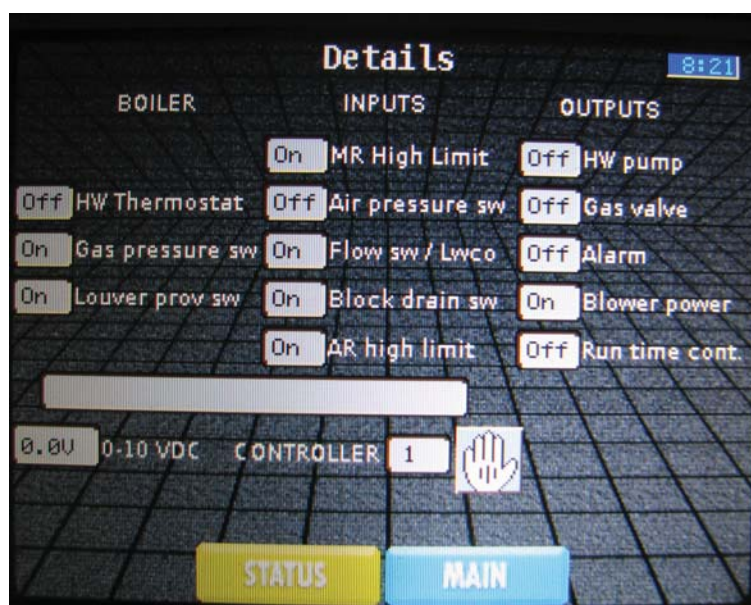 Details
8:21
BOILER INPUTS OUTPUTS
On MR High Limit Off HW pump
Off HW Thermostat Off Air pressure sw Off Gas valve
On Gas pressure sw On Flow sw / Lwco Off Alarm
On Louver prov sw On Block drain sw On Blower power
On AR high limit Off Run time cont.
0.0V 0-10 VDC CONTROLLER 1
STATUS MAIN